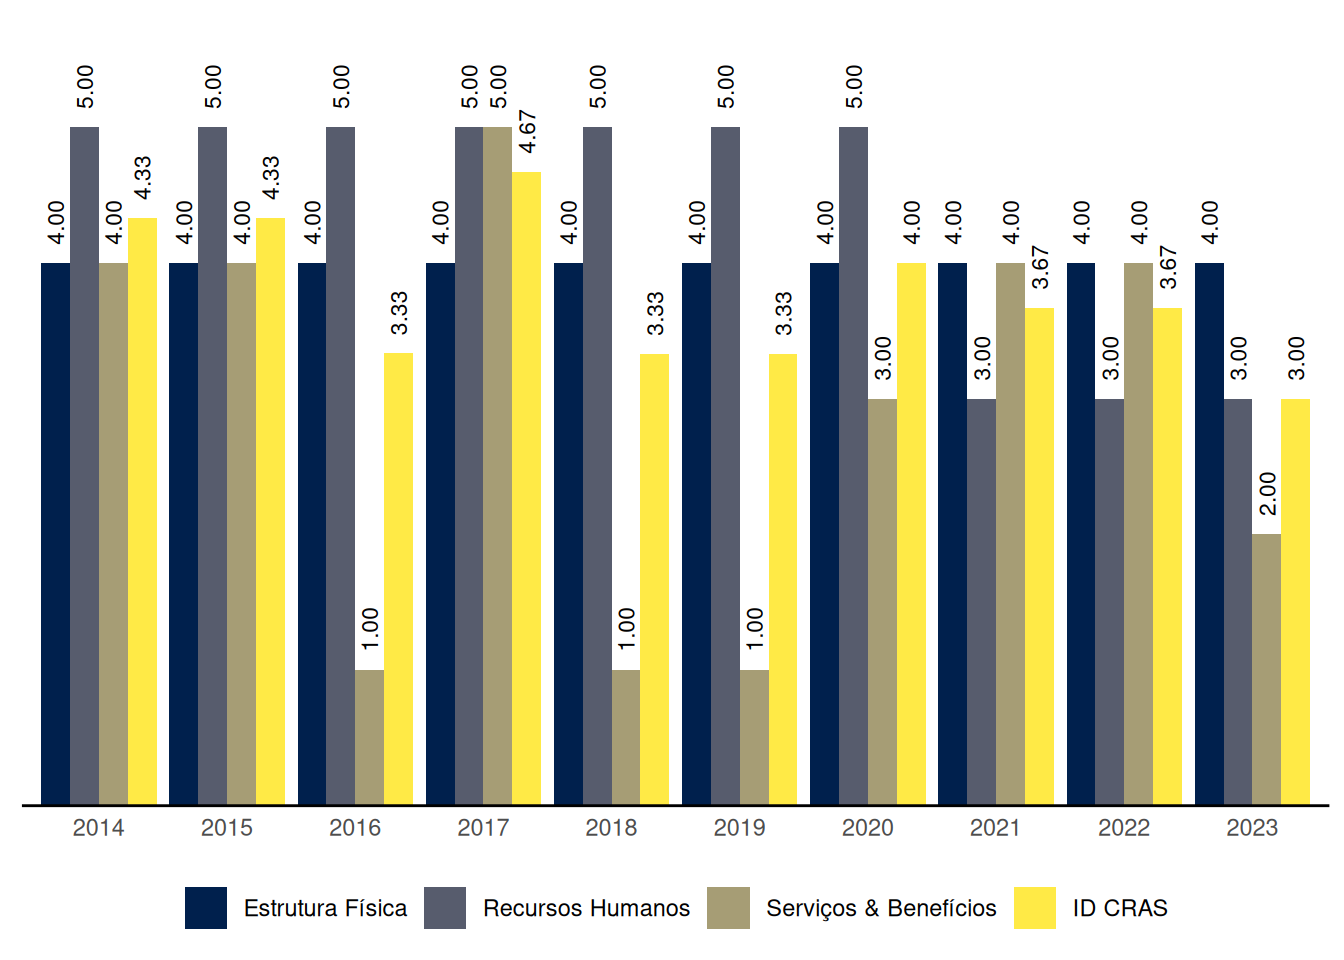 5.00 5.00 5.00 5.00 5.00 5.00 5.00 5.00
4.67
4.33 4.33
4.00 4.00 4.00 4.00 4.00 4.00 4.00 4.00 4.00 4.00 4.00 4.00 4.00 4.00 4.00
3.67 3.67
3.33 3.33 3.33
3.00 3.00 3.00 3.00 3.00
2.00
1.00 1.00 1.00
2014 2015 2016 2017 2018 2019 2020 2021 2022 2023
Estrutura Física Recursos Humanos Serviços & Benefícios ID CRAS